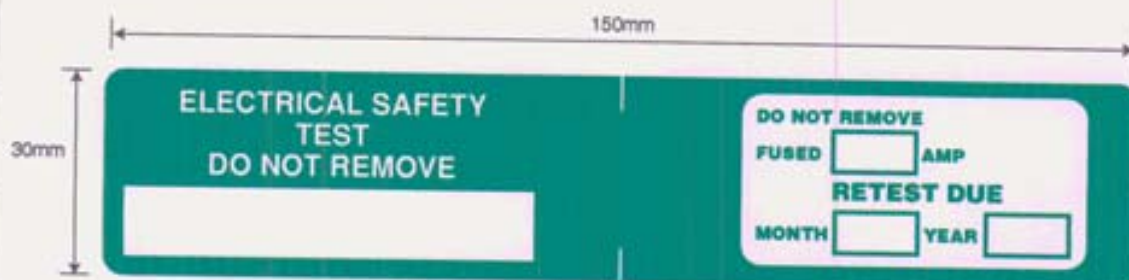 150mm
30mm
ELECTRICAL SAFETY
TEST
DO NOT REMOVE
DO NOT REMOVE
FUSED AMP
RETEST DUE
MONTH YEAR